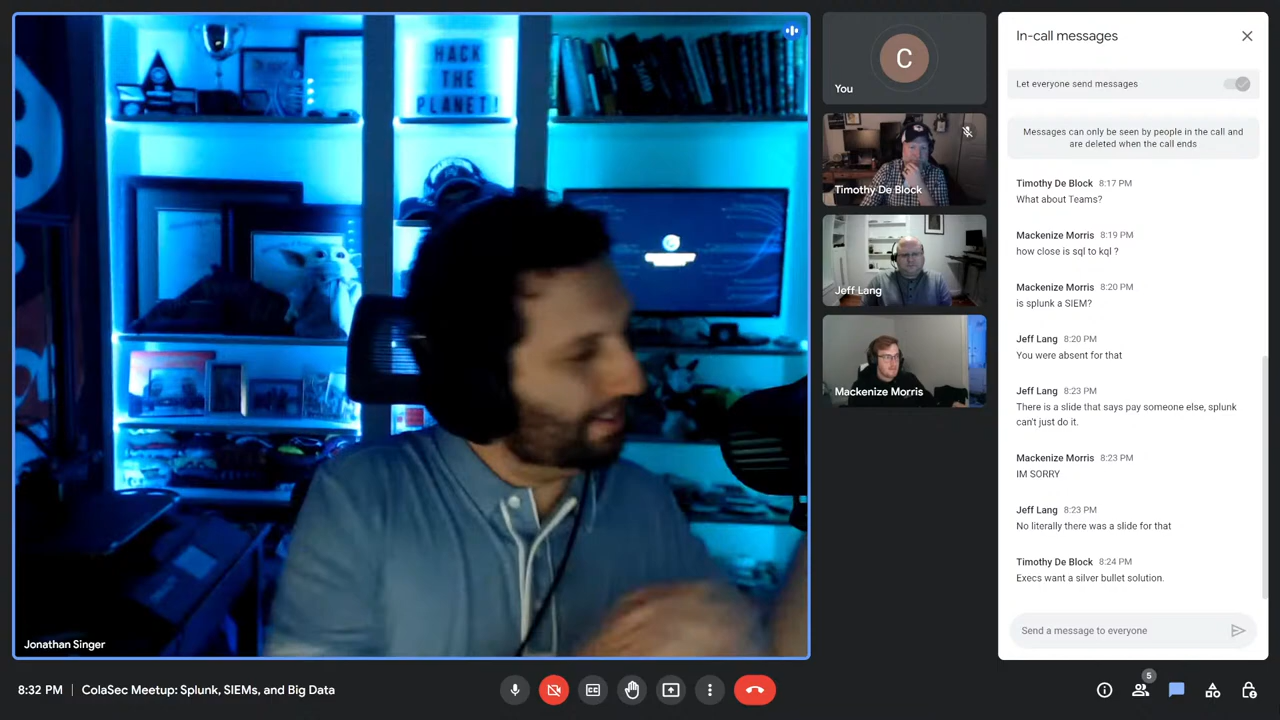 HACK
THE
PLANET!
Jonathan Singer
You
Timothy De Block
Jeff Lang
Mackenize Morris
C
In-call messages
Let everyone send messages
Messages can only be seen by people in the call and
are deleted when the call ends
Timothy De Block 8:17 PM
What about Teams?
Mackenize Morris 8:19 PM
how close is sql to kql ?
Mackenize Morris 8:20 PM
is splunk a SIEM?
Jeff Lang 8:20 PM
You were absent for that
Jeff Lang 8:23 PM
There is a slide that says pay someone else, splunk
can't just do it.
Mackenize Morris 8:23 PM
IM SORRY
Jeff Lang 8:23 PM
No literally there was a slide for that
Timothy De Block 8:24 PM
Execs want a silver bullet solution.
Send a message to everyone
8:32 PM | ColaSec Meetup: Splunk, SIEMs, and Big Data
CC
5